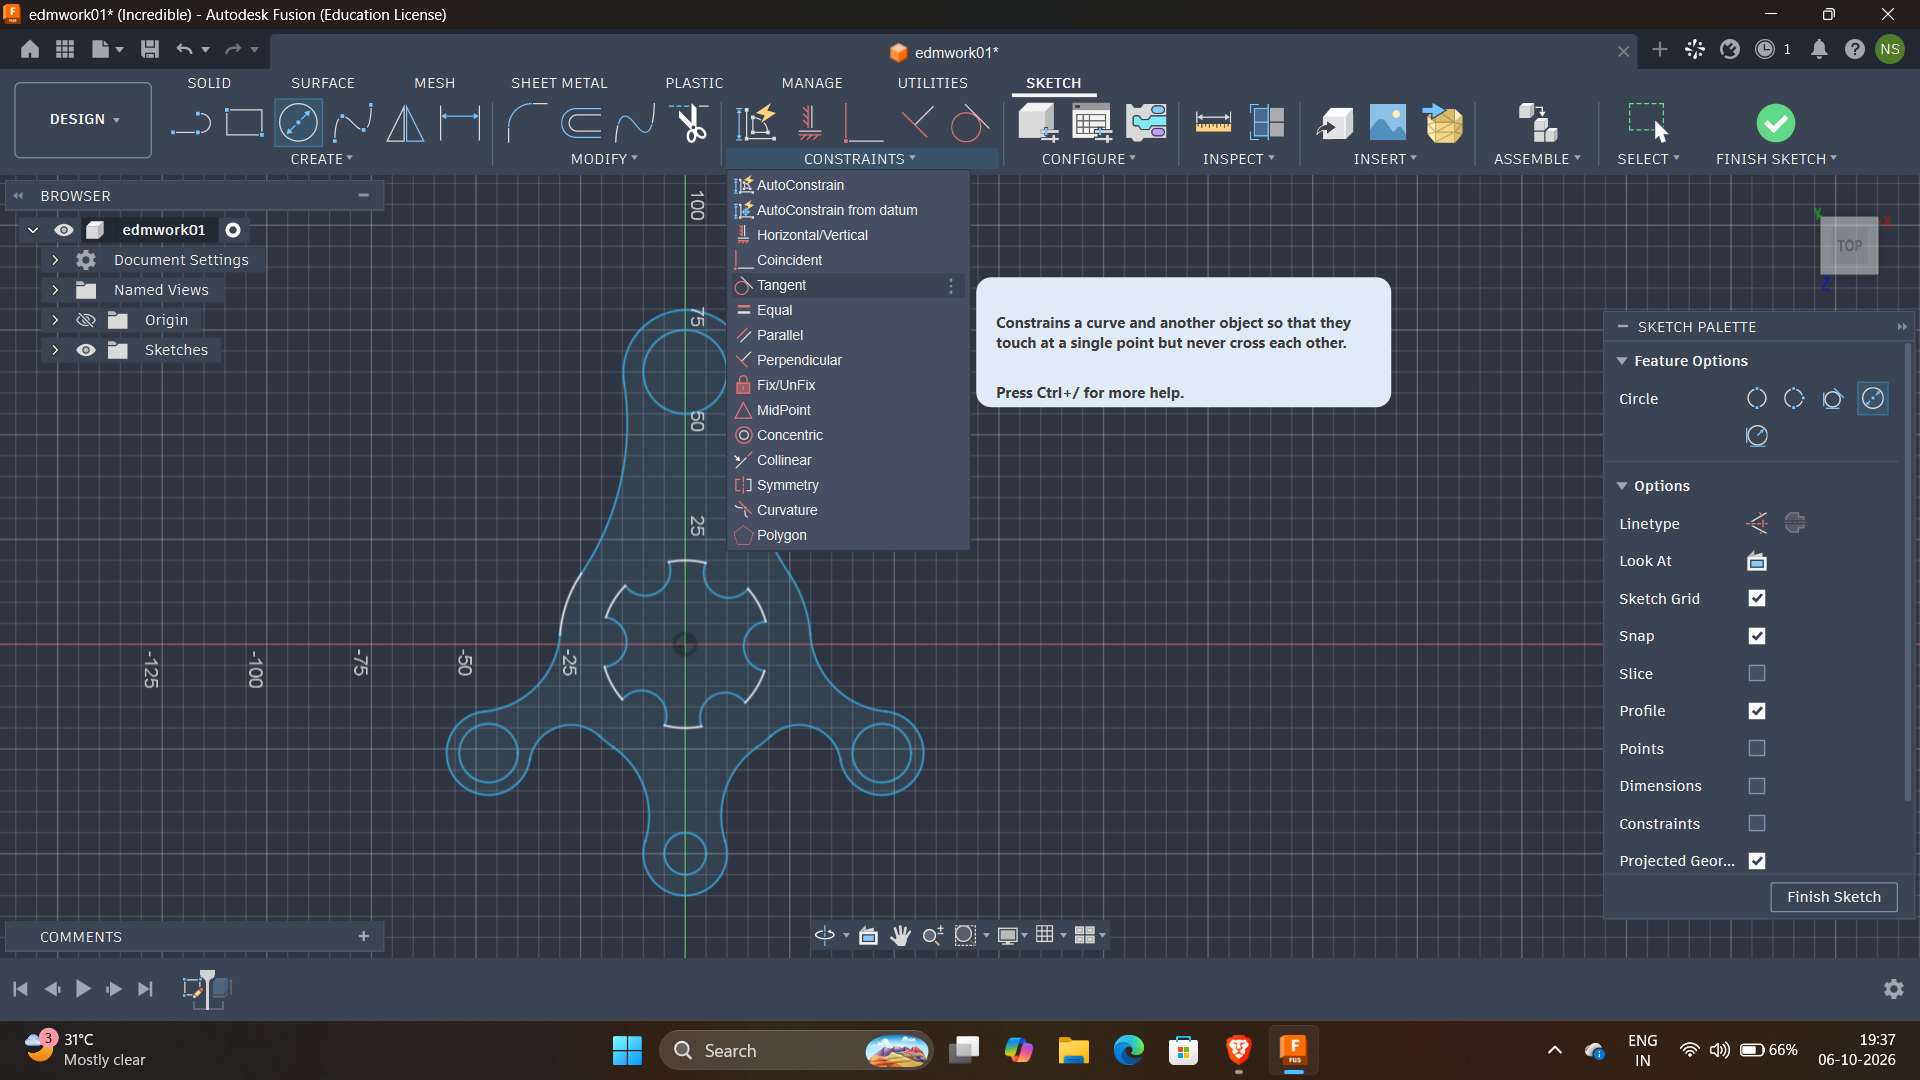 edmwork01* (Incredible) - Autodesk Fusion (Education License)
edmwork01*
1
NS
DESIGN
SOLID SURFACE MESH SHEET METAL PLASTIC MANAGE UTILITIES SKETCH
CREATE MODIFY CONSTRAINTS CONFIGURE INSPECT INSERT ASSEMBLE SELECT FINISH SKETCH
BROWSER
edmwork01
Document Settings
Named Views
Origin
Sketches
AutoConstrain
AutoConstrain from datum
Horizontal/Vertical
Coincident
Tangent
Equal
Parallel
Perpendicular
Fix/UnFix
MidPoint
Concentric
Collinear
Symmetry
Curvature
Polygon
Constrains a curve and another object so that they
touch at a single point but never cross each other.
Press Ctrl+/ for more help.
100
75
50
25
-125 -100 -75 -50 -25
TOP
X
Y
Z
SKETCH PALETTE
Feature Options
Circle
Options
Linetype
Look At
Sketch Grid
Snap
Slice
Profile
Points
Dimensions
Constraints
Projected Geor...
Finish Sketch
COMMENTS
3
31°C
Mostly clear
Search
F
FUS
ENG
IN
66%
19:37
06-10-2026